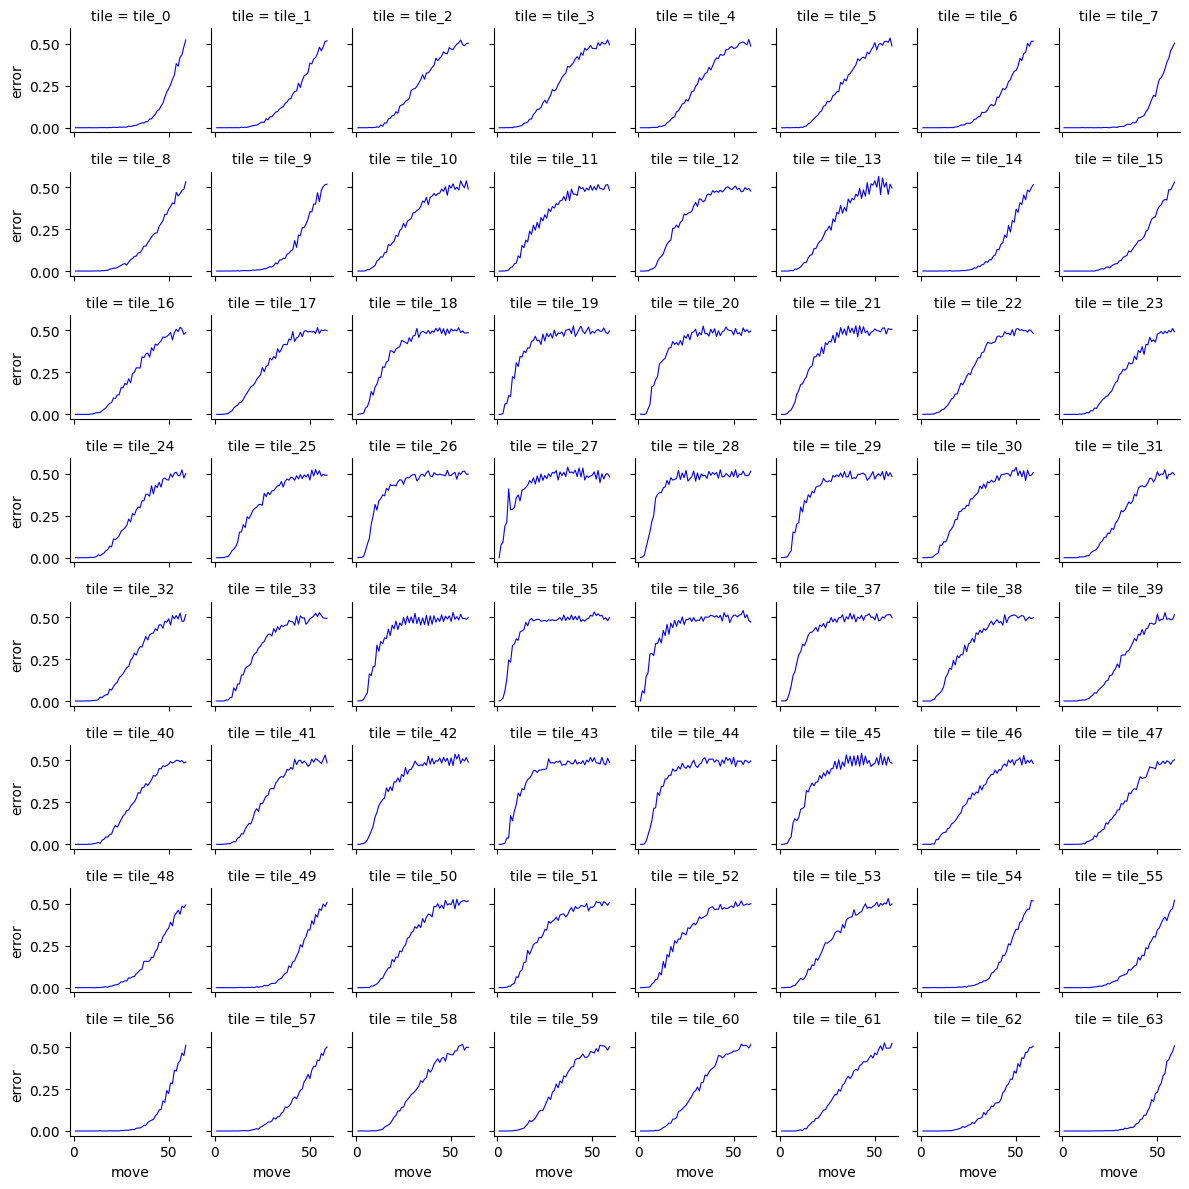 tile = tile_0 tile = tile_1 tile = tile_2 tile = tile_3 tile = tile_4 tile = tile_5 tile = tile_6 tile = tile_7
0.50
error
0.25
0.00
tile = tile_8 tile = tile_9 tile = tile_10 tile = tile_11 tile = tile_12 tile = tile_13 tile = tile_14 tile = tile_15
0.50
error
0.25
0.00
tile = tile_16 tile = tile_17 tile = tile_18 tile = tile_19 tile = tile_20 tile = tile_21 tile = tile_22 tile = tile_23
0.50
error
0.25
0.00
tile = tile_24 tile = tile_25 tile = tile_26 tile = tile_27 tile = tile_28 tile = tile_29 tile = tile_30 tile = tile_31
0.50
error
0.25
0.00
tile = tile_32 tile = tile_33 tile = tile_34 tile = tile_35 tile = tile_36 tile = tile_37 tile = tile_38 tile = tile_39
0.50
error
0.25
0.00
tile = tile_40 tile = tile_41 tile = tile_42 tile = tile_43 tile = tile_44 tile = tile_45 tile = tile_46 tile = tile_47
0.50
error
0.25
0.00
tile = tile_48 tile = tile_49 tile = tile_50 tile = tile_51 tile = tile_52 tile = tile_53 tile = tile_54 tile = tile_55
0.50
error
0.25
0.00
tile = tile_56 tile = tile_57 tile = tile_58 tile = tile_59 tile = tile_60 tile = tile_61 tile = tile_62 tile = tile_63
0.50
error
0.25
0.00
0 50 0 50 0 50 0 50 0 50 0 50 0 50 0 50
move move move move move move move move